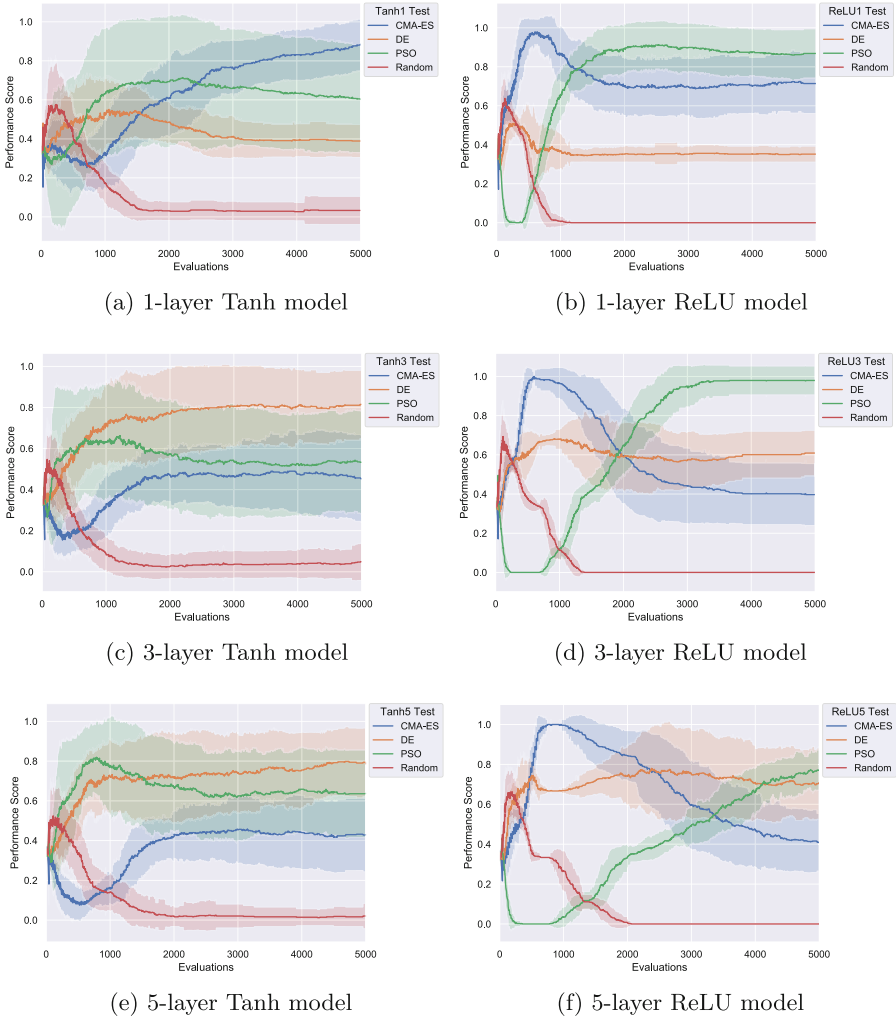 Tanh1 Test
CMA-ES
DE
PSO
Random
1.0
0.8
0.6
0.4
0.2
0.0
Performance Score
0 1000 2000 3000 4000 5000
Evaluations
(a) 1-layer Tanh model
ReLU1 Test
CMA-ES
DE
PSO
Random
1.0
0.8
0.6
0.4
0.2
0.0
Performance Score
0 1000 2000 3000 4000 5000
Evaluations
(b) 1-layer ReLU model
Tanh3 Test
CMA-ES
DE
PSO
Random
1.0
0.8
0.6
0.4
0.2
0.0
Performance Score
0 1000 2000 3000 4000 5000
Evaluations
(c) 3-layer Tanh model
ReLU3 Test
CMA-ES
DE
PSO
Random
1.0
0.8
0.6
0.4
0.2
0.0
Performance Score
0 1000 2000 3000 4000 5000
Evaluations
(d) 3-layer ReLU model
Tanh5 Test
CMA-ES
DE
PSO
Random
1.0
0.8
0.6
0.4
0.2
0.0
Performance Score
0 1000 2000 3000 4000 5000
Evaluations
(e) 5-layer Tanh model
ReLU5 Test
CMA-ES
DE
PSO
Random
1.0
0.8
0.6
0.4
0.2
0.0
Performance Score
0 1000 2000 3000 4000 5000
Evaluations
(f) 5-layer ReLU model